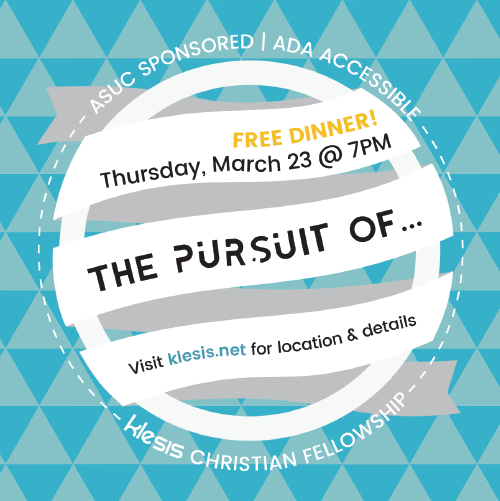 ASUC SPONSORED | ADA ACCESSIBLE
FREE DINNER!
Thursday, March 23 @ 7PM
THE PURSUIT OF...
Visit klesis.net for location & details
klesis CHRISTIAN FELLOWSHIP